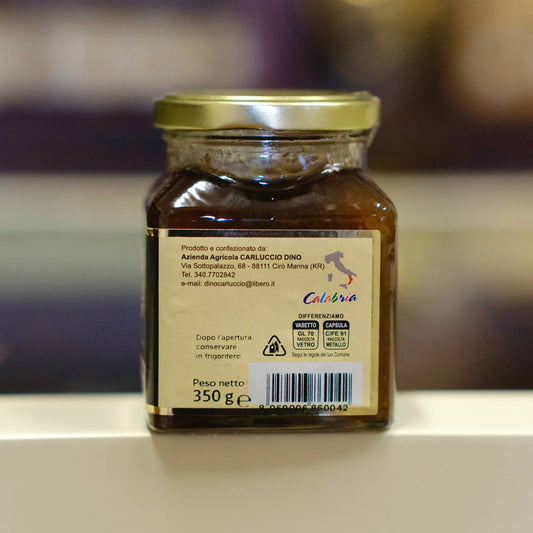 Prodotto e confezionato da:
Azienda Agricola CARLUCCIO DINO
Via Sottopalazzo, 68 - 88111 Cirò Marina (KR)
Tel. 340.7702842
e-mail: dinocarluccio@libero.it
Calabria
DIFFERENZIAMO
VASETTO CAPSULA
GL 70 C/FE 91
RACCOLTA RACCOLTA
VETRO METALLO
Segui le regole del tuo Comune
Dopo l'apertura
conservare
in frigorifero
Peso netto
350 g e
8 059006 860042